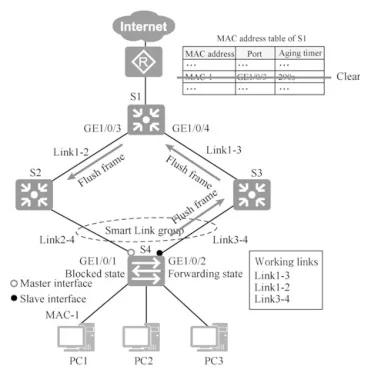 Internet
MAC address table of S1
MAC address Port Aging timer
... ... ...
MAC-1 GE1/0/3 200s
Clear
... ... ...
R
S1
GE1/0/3 GE1/0/4
Link1-2 Link1-3
S2 Flush frame Flush frame S3
Flush frame
Smart Link group
Link2-4 S4 Link3-4
GE1/0/1 GE1/0/2
Blocked state Forwarding state
Master interface
Slave interface
Working links
Link1-3
Link1-2
Link3-4
MAC-1
PC1 PC2 PC3